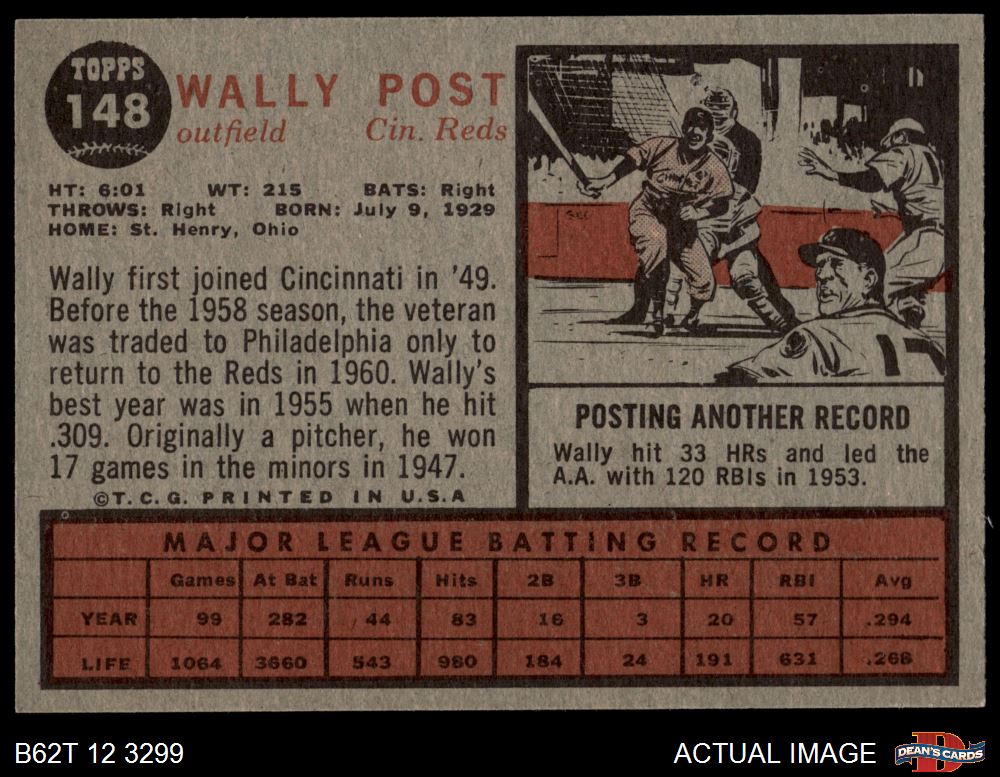 TOPPS
148
WALLY POST
outfield Cin. Reds
HT: 6:01 WT: 215 BATS: Right
THROWS: Right BORN: July 9, 1929
HOME: St. Henry, Ohio
Wally first joined Cincinnati in '49.
Before the 1958 season, the veteran
was traded to Philadelphia only to
return to the Reds in 1960. Wally's
best year was in 1955 when he hit
.309. Originally a pitcher, he won
17 games in the minors in 1947.
©T.C.G. PRINTED IN U.S.A
17
POSTING ANOTHER RECORD
Wally hit 33 HRs and led the
A.A. with 120 RBIs in 1953.
MAJOR LEAGUE BATTING RECORD
Games At Bat Runs Hits 2B 3B HR RBI Avg
YEAR 99 282 44 83 16 3 20 57 .294
LIFE 1064 3660 543 980 184 24 191 631 .268
B62T 12 3299 ACTUAL IMAGE
D
DEAN'S CARDS